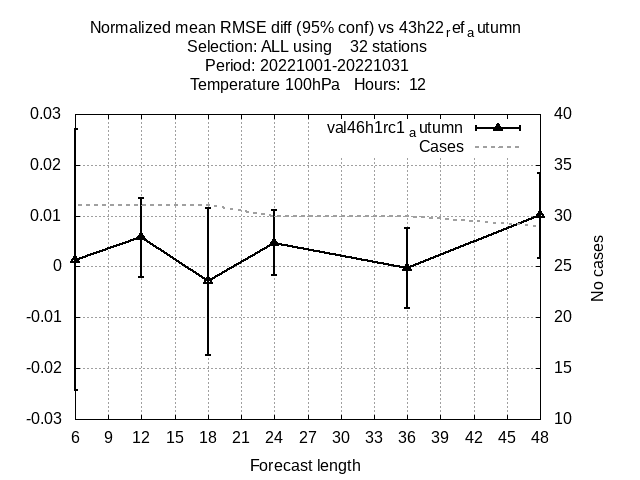 Normalized mean RMSE diff (95% conf) vs 43h22refautumn
Selection: ALL using    32 stations
Period: 20221001-20221031
Temperature 100hPa   Hours:  12
val46h1rc1autumn
Cases
0.03
0.02
0.01
0
-0.01
-0.02
-0.03
40
35
30
25
20
15
10
No cases
6 9 12 15 18 21 24 27 30 33 36 39 42 45 48
Forecast length